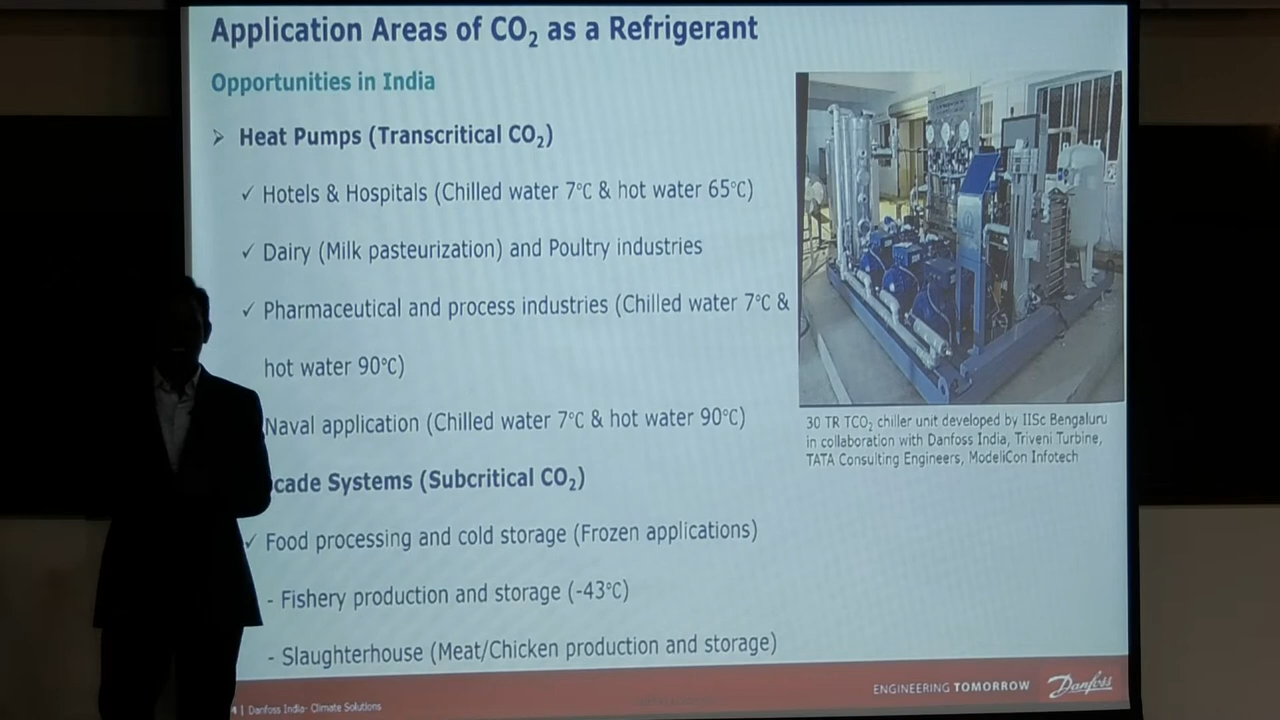 Application Areas of CO₂ as a Refrigerant
Opportunities in India
➢ Heat Pumps (Transcritical CO₂)
✓ Hotels & Hospitals (Chilled water 7°C & hot water 65°C)
✓ Dairy (Milk pasteurization) and Poultry industries
✓ Pharmaceutical and process industries (Chilled water 7°C &
hot water 90°C)
Naval application (Chilled water 7°C & hot water 90°C)
cade Systems (Subcritical CO₂)
✓ Food processing and cold storage (Frozen applications)
- Fishery production and storage (-43°C)
- Slaughterhouse (Meat/Chicken production and storage)
30 TR TCO₂ chiller unit developed by IISc Bengaluru
in collaboration with Danfoss India, Triveni Turbine,
TATA Consulting Engineers, ModeliCon Infotech
ENGINEERING TOMORROW
Danfoss
| Danfoss India- Climate Solutions